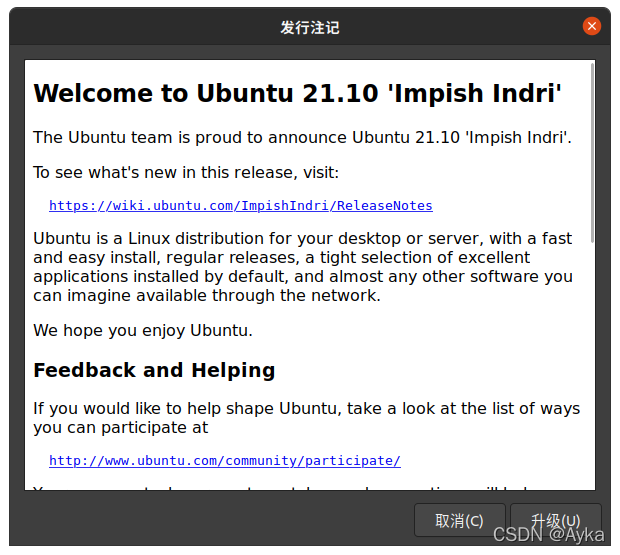 发行注记
Welcome to Ubuntu 21.10 'Impish Indri'
The Ubuntu team is proud to announce Ubuntu 21.10 'Impish Indri'.
To see what's new in this release, visit:
https://wiki.ubuntu.com/ImpishIndri/ReleaseNotes
Ubuntu is a Linux distribution for your desktop or server, with a fast
and easy install, regular releases, a tight selection of excellent
applications installed by default, and almost any other software you
can imagine available through the network.
We hope you enjoy Ubuntu.
Feedback and Helping
If you would like to help shape Ubuntu, take a look at the list of ways
you can participate at
http://www.ubuntu.com/community/participate/
取消(C) 升级(U)
CSDN @Ayka